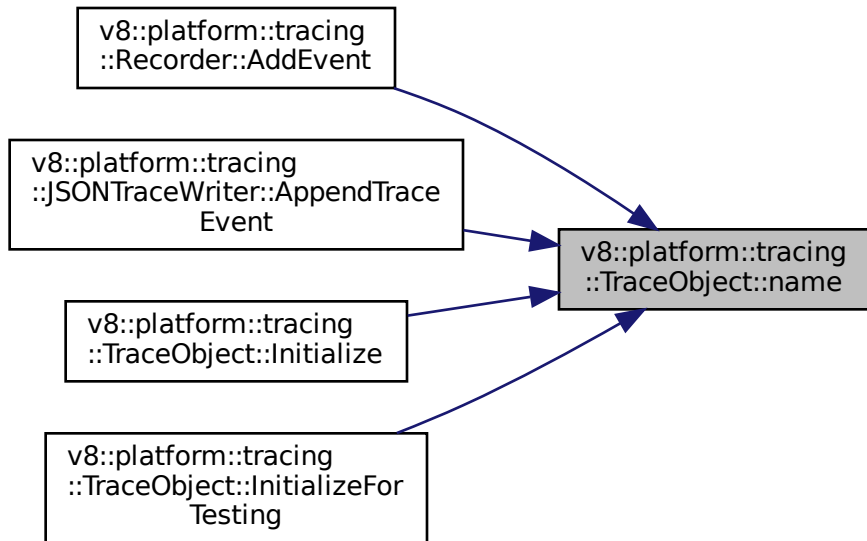 v8::platform::tracing
::Recorder::AddEvent
v8::platform::tracing
::JSONTraceWriter::AppendTrace
Event
v8::platform::tracing
::TraceObject::name
v8::platform::tracing
::TraceObject::Initialize
v8::platform::tracing
::TraceObject::InitializeFor
Testing